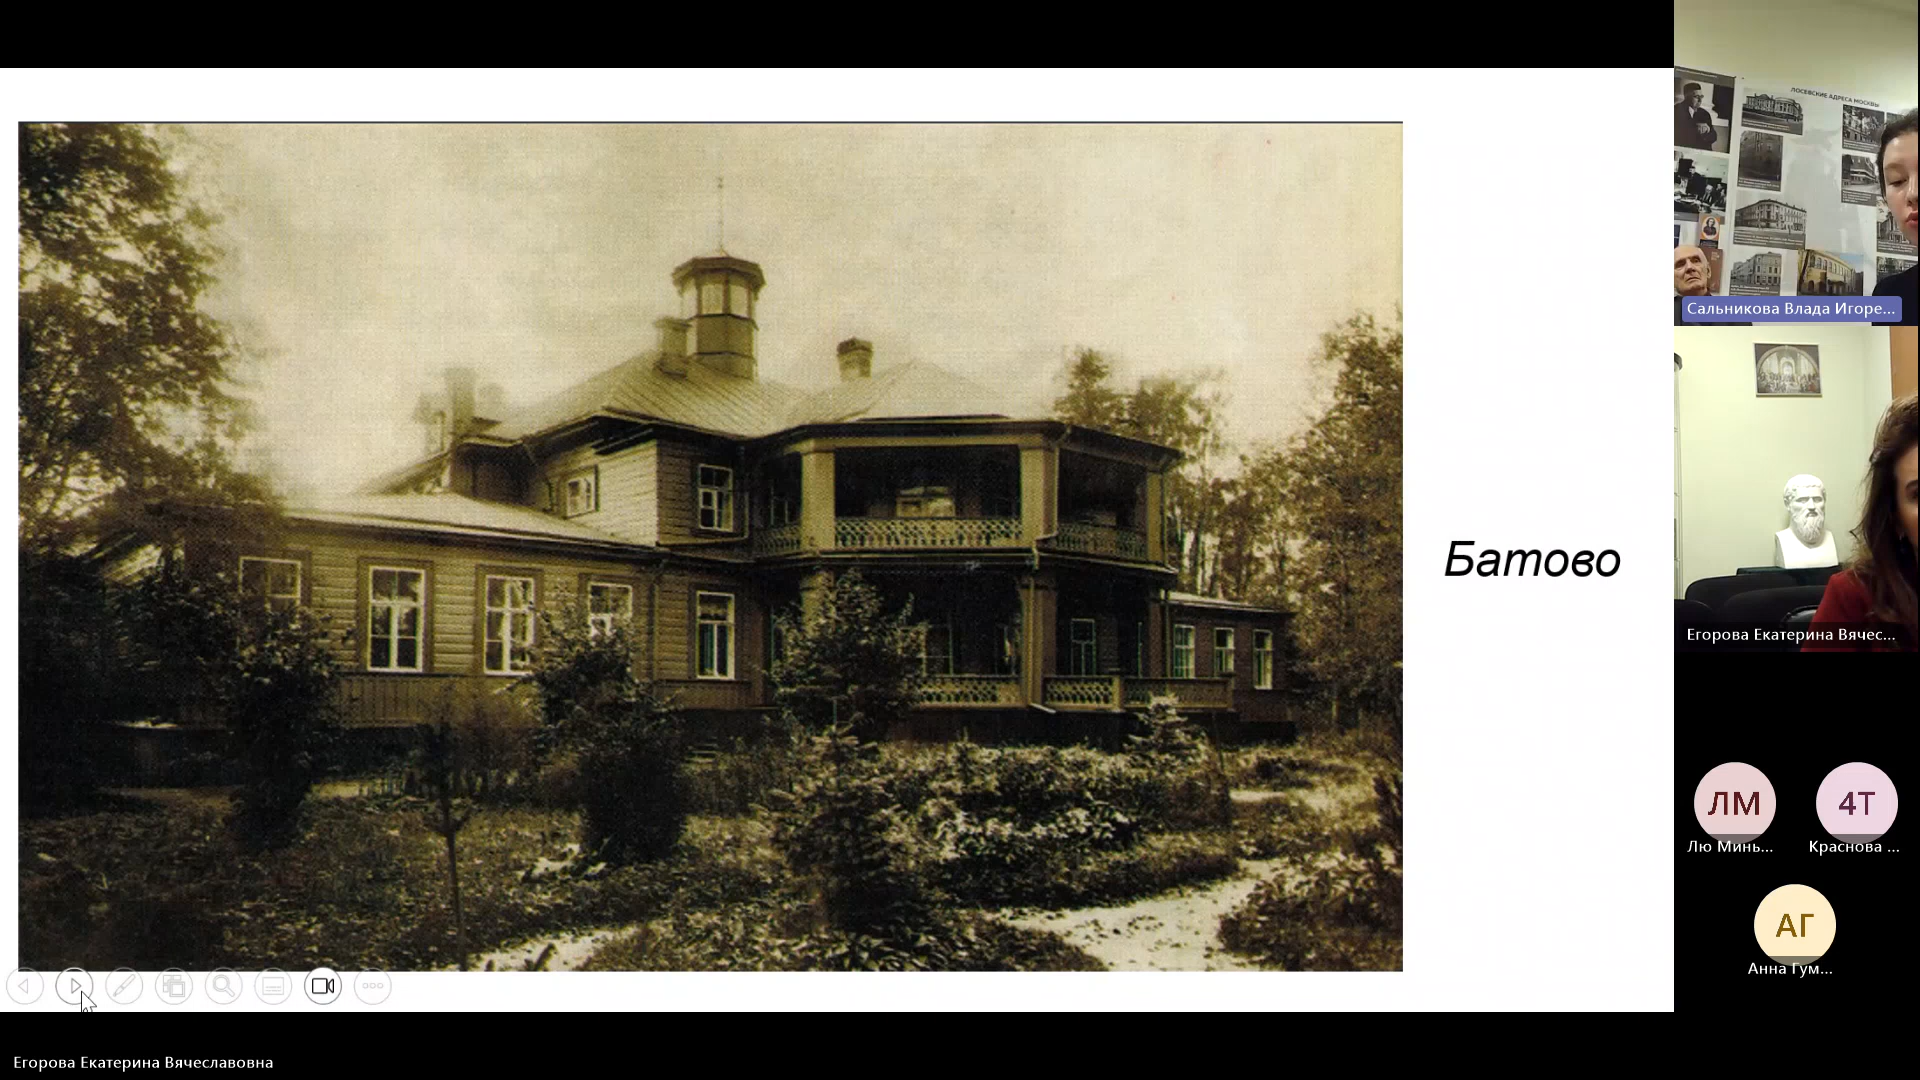 Батово
ЛОСЕВСКИЕ АДРЕСА МОСКВЫ
Сальникова Влада Игоре...
Егорова Екатерина Вячес...
ЛМ
4Т
Лю Минь...
Краснова ...
АГ
Анна Гум...
Егорова Екатерина Вячеславовна